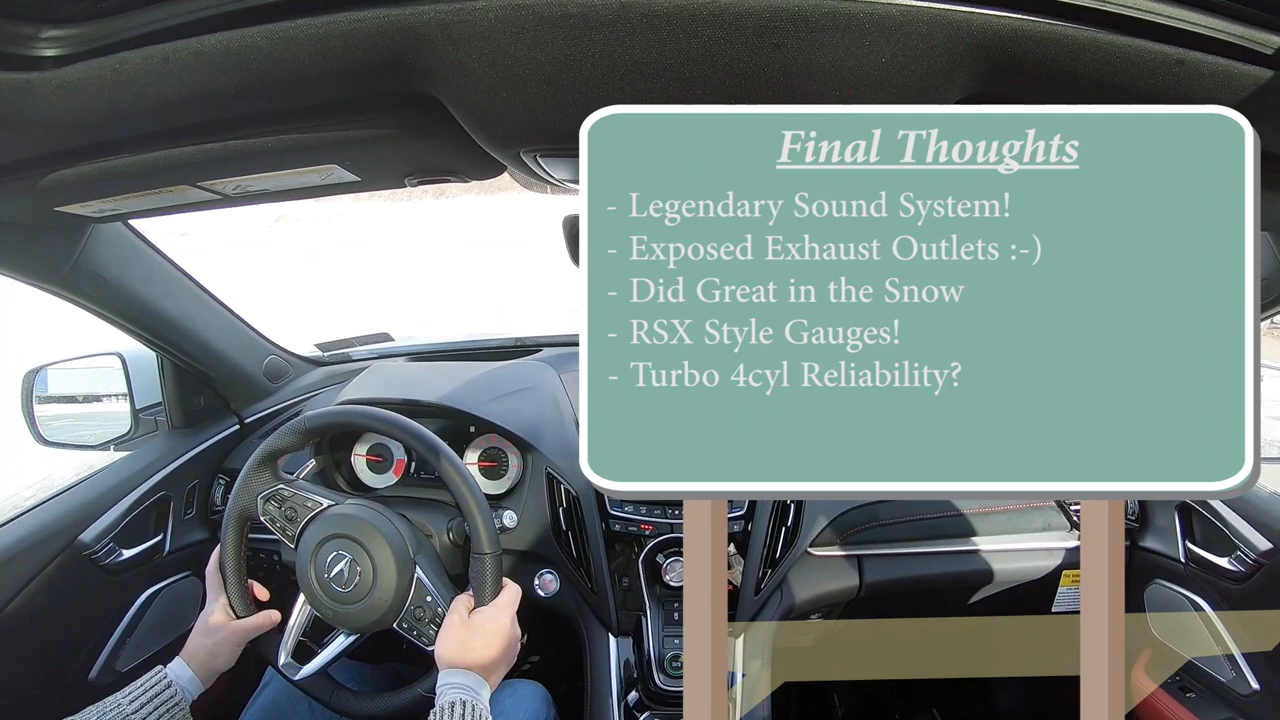 Final Thoughts
- Legendary Sound System!
- Exposed Exhaust Outlets :-)
- Did Great in the Snow
- RSX Style Gauges!
- Turbo 4cyl Reliability?